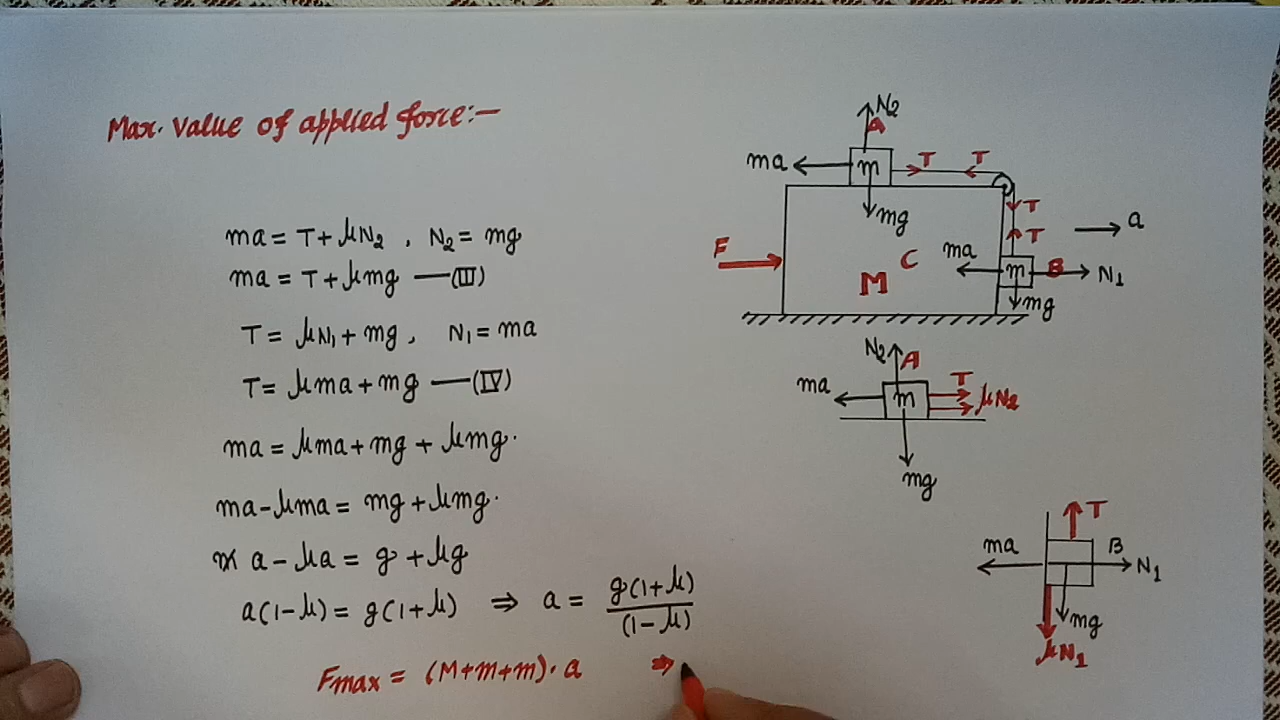 Max. value of applied force:-
ma = T + μN₂ , N₂ = mg
ma = T + μmg —(III)
T = μN₁ + mg , N₁ = ma
T = μma + mg —(IV)
ma = μma + mg + μmg.
ma - μma = mg + μmg.
a - μa = g + μg
a(1-μ) = g(1+μ) ⇒ a = g(1+μ) / (1-μ)
Fmax = (M+m+m)·a ⇒
N₂
A
ma m T T
mg
T
T
a
F
C ma m B N₁
M
mg
N₂ A
ma m T
μN₂
mg
T
ma B N₁
mg
μN₁